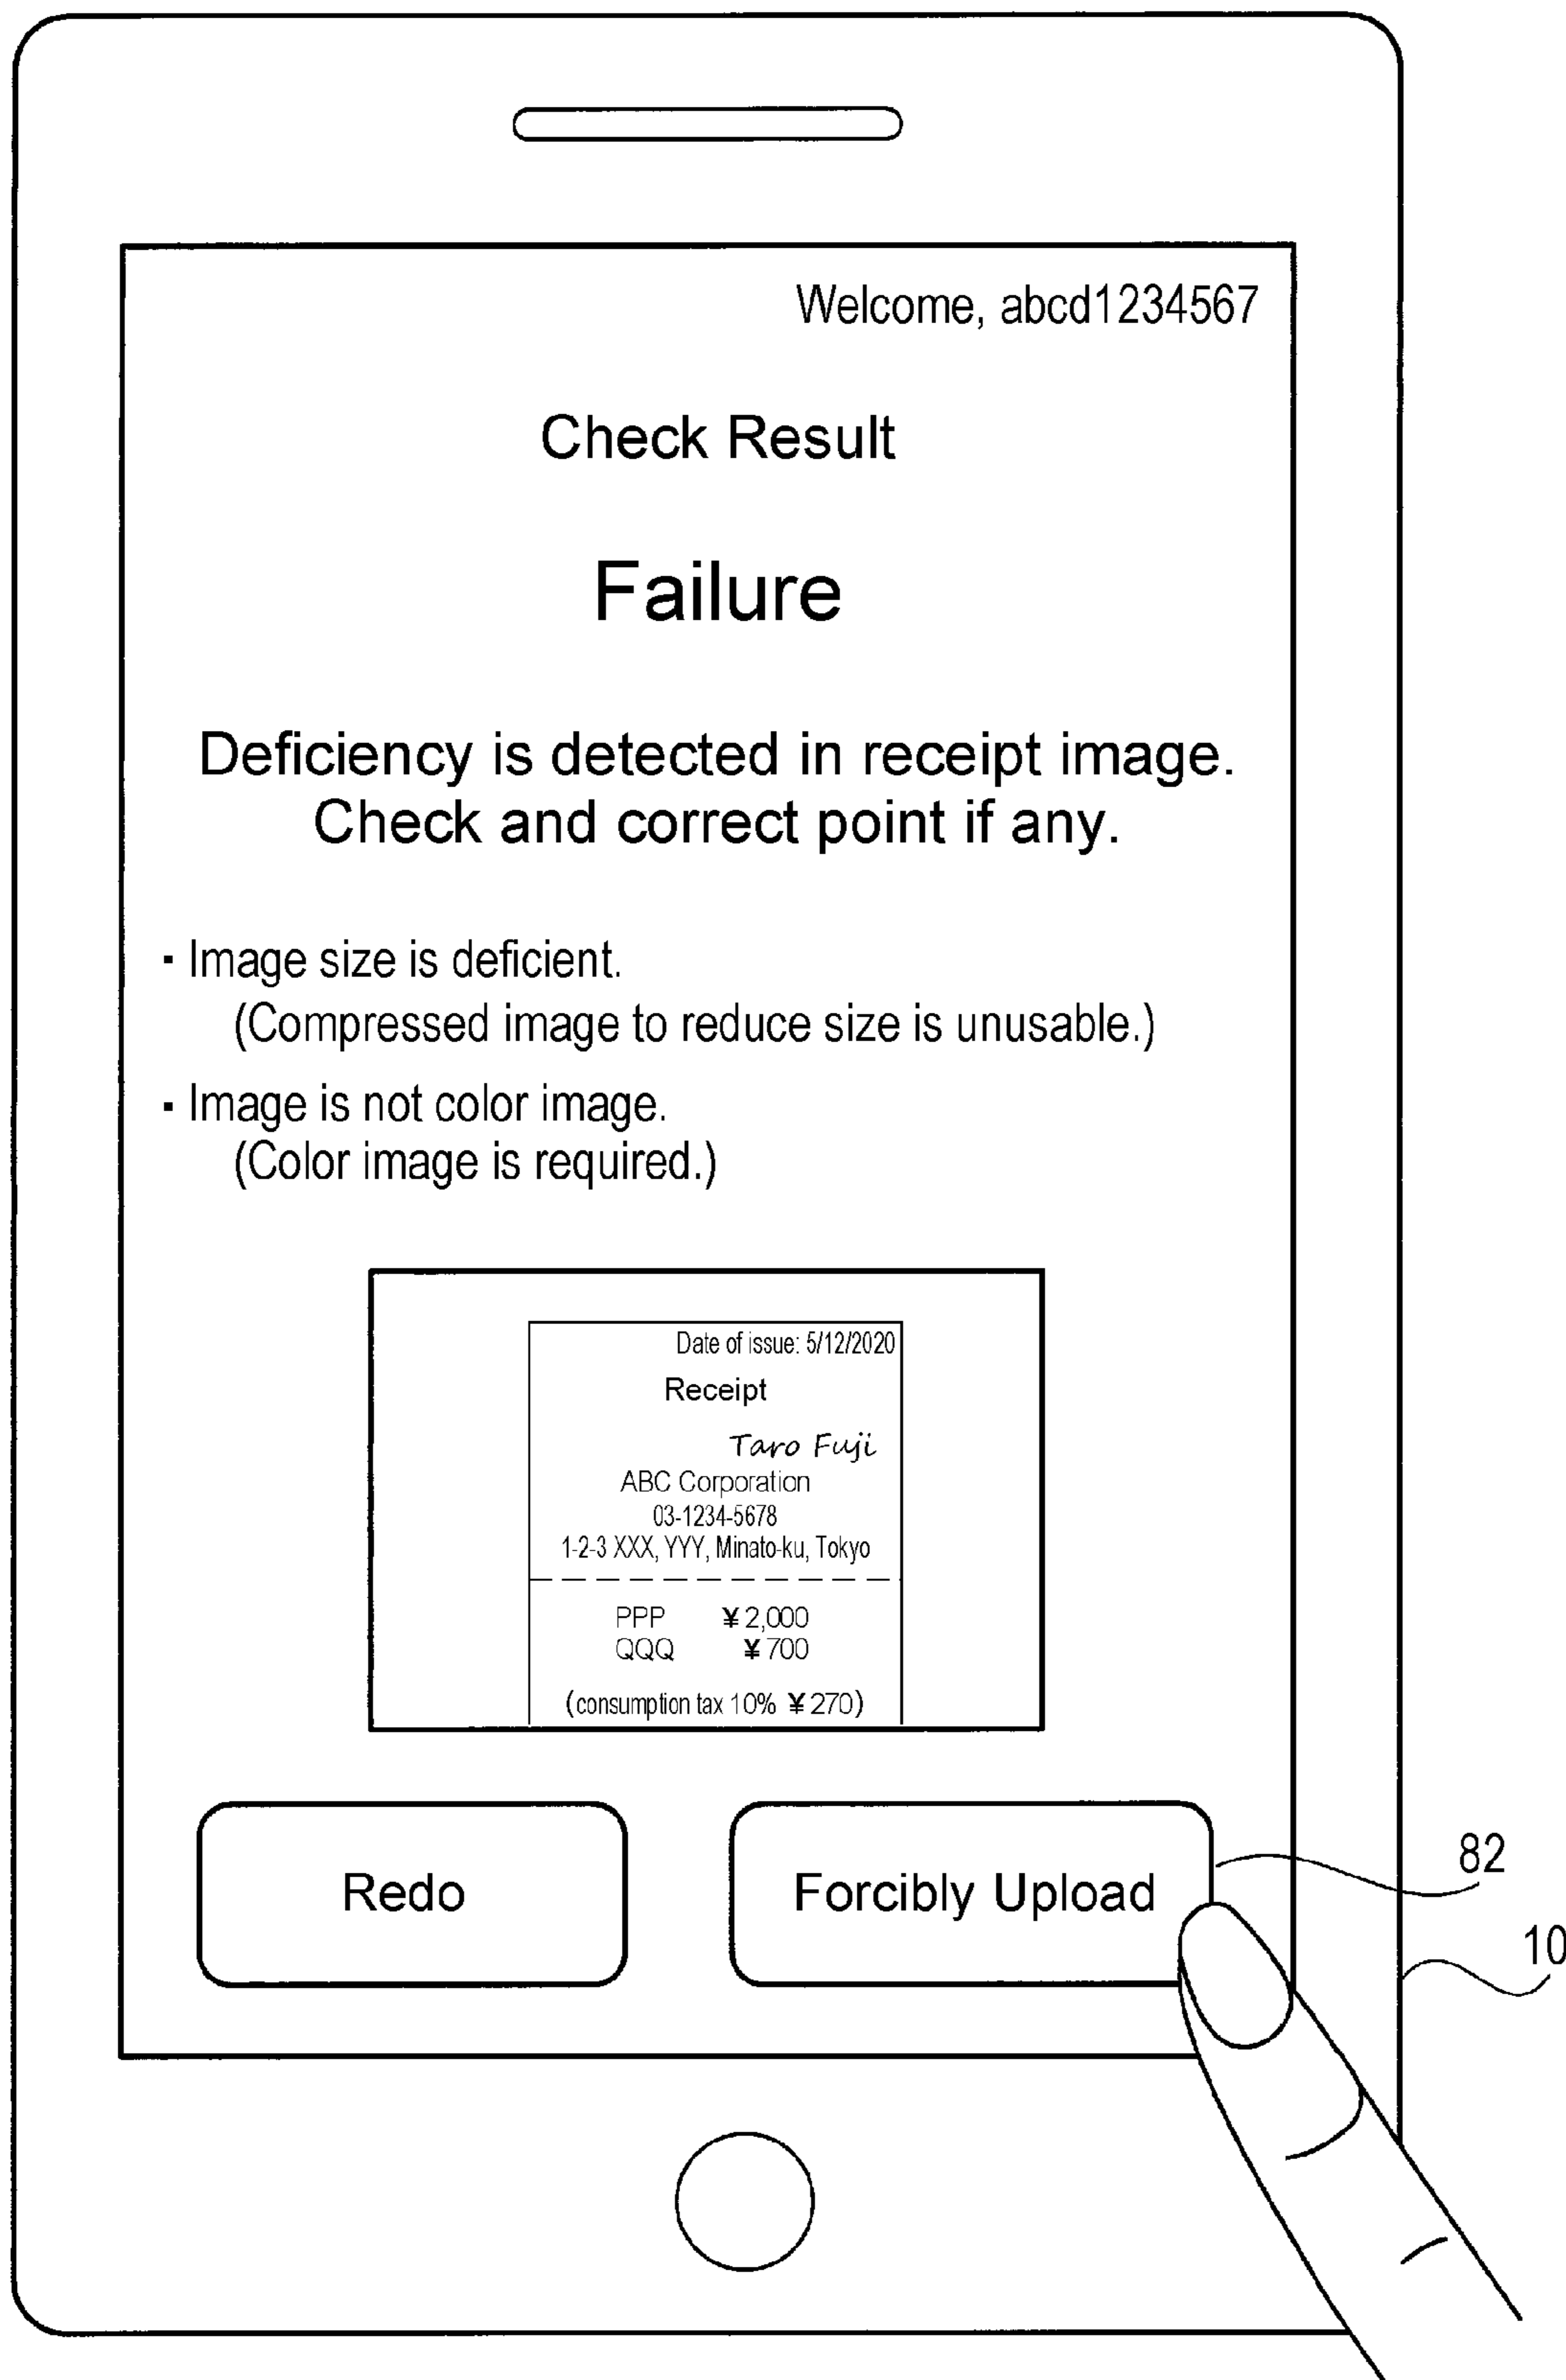 Welcome, abcd1234567
Check Result
Failure
Deficiency is detected in receipt image.
Check and correct point if any.
▪ Image size is deficient.
(Compressed image to reduce size is unusable.)
▪ Image is not color image.
(Color image is required.)
Date of issue: 5/12/2020
Receipt
Taro Fuji
ABC Corporation
03-1234-5678
1-2-3 XXX, YYY, Minato-ku, Tokyo
PPP ¥2,000
QQQ ¥700
(consumption tax 10% ¥270)
Redo
Forcibly Upload
82
10